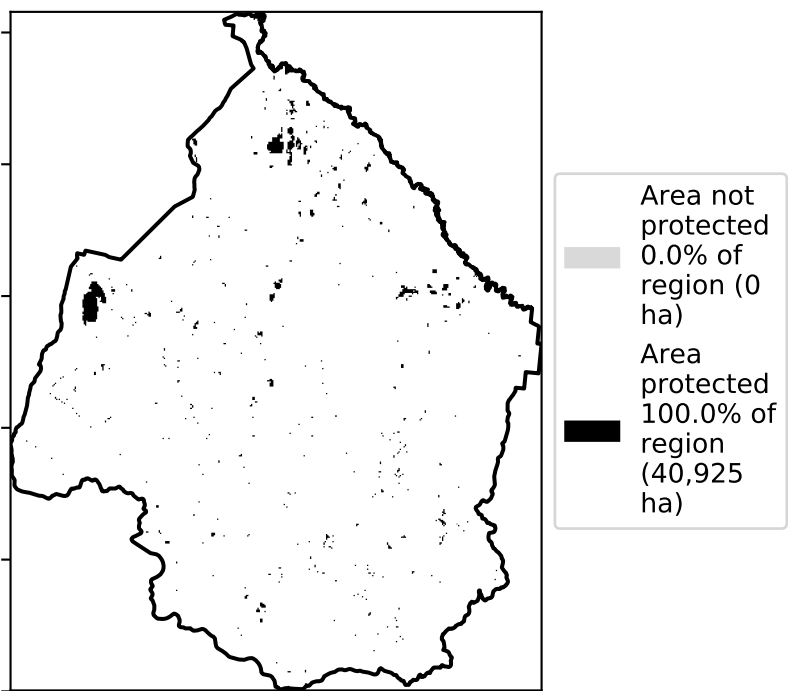 Area not
protected
0.0% of
region (0
ha)
Area
protected
100.0% of
region
(40,925
ha)